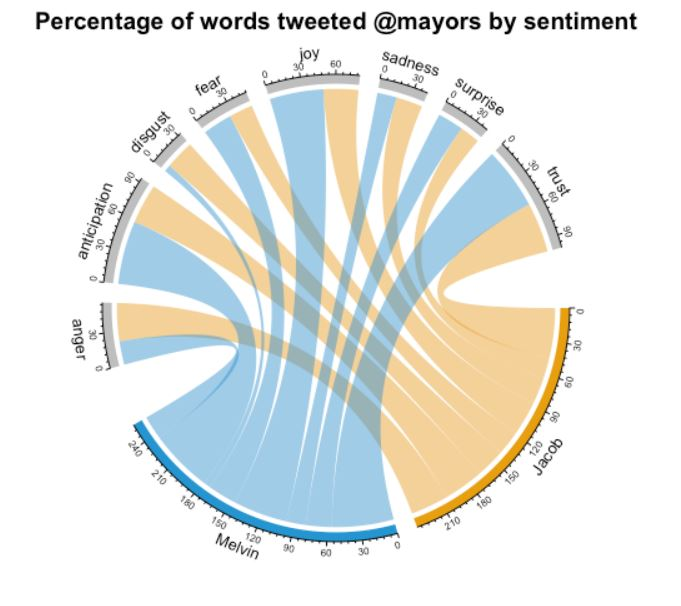 Percentage of words tweeted @mayors by sentiment
joy
0 30 60
sadness
0 30
surprise
0 30
trust
0 30 60 90
Jacob
0 30 60 90 120 150 180 210
Melvin
0 30 60 90 120 150 180 210 240
anger
0 30
anticipation
0 30 60 90
disgust
0 30
fear
0 30